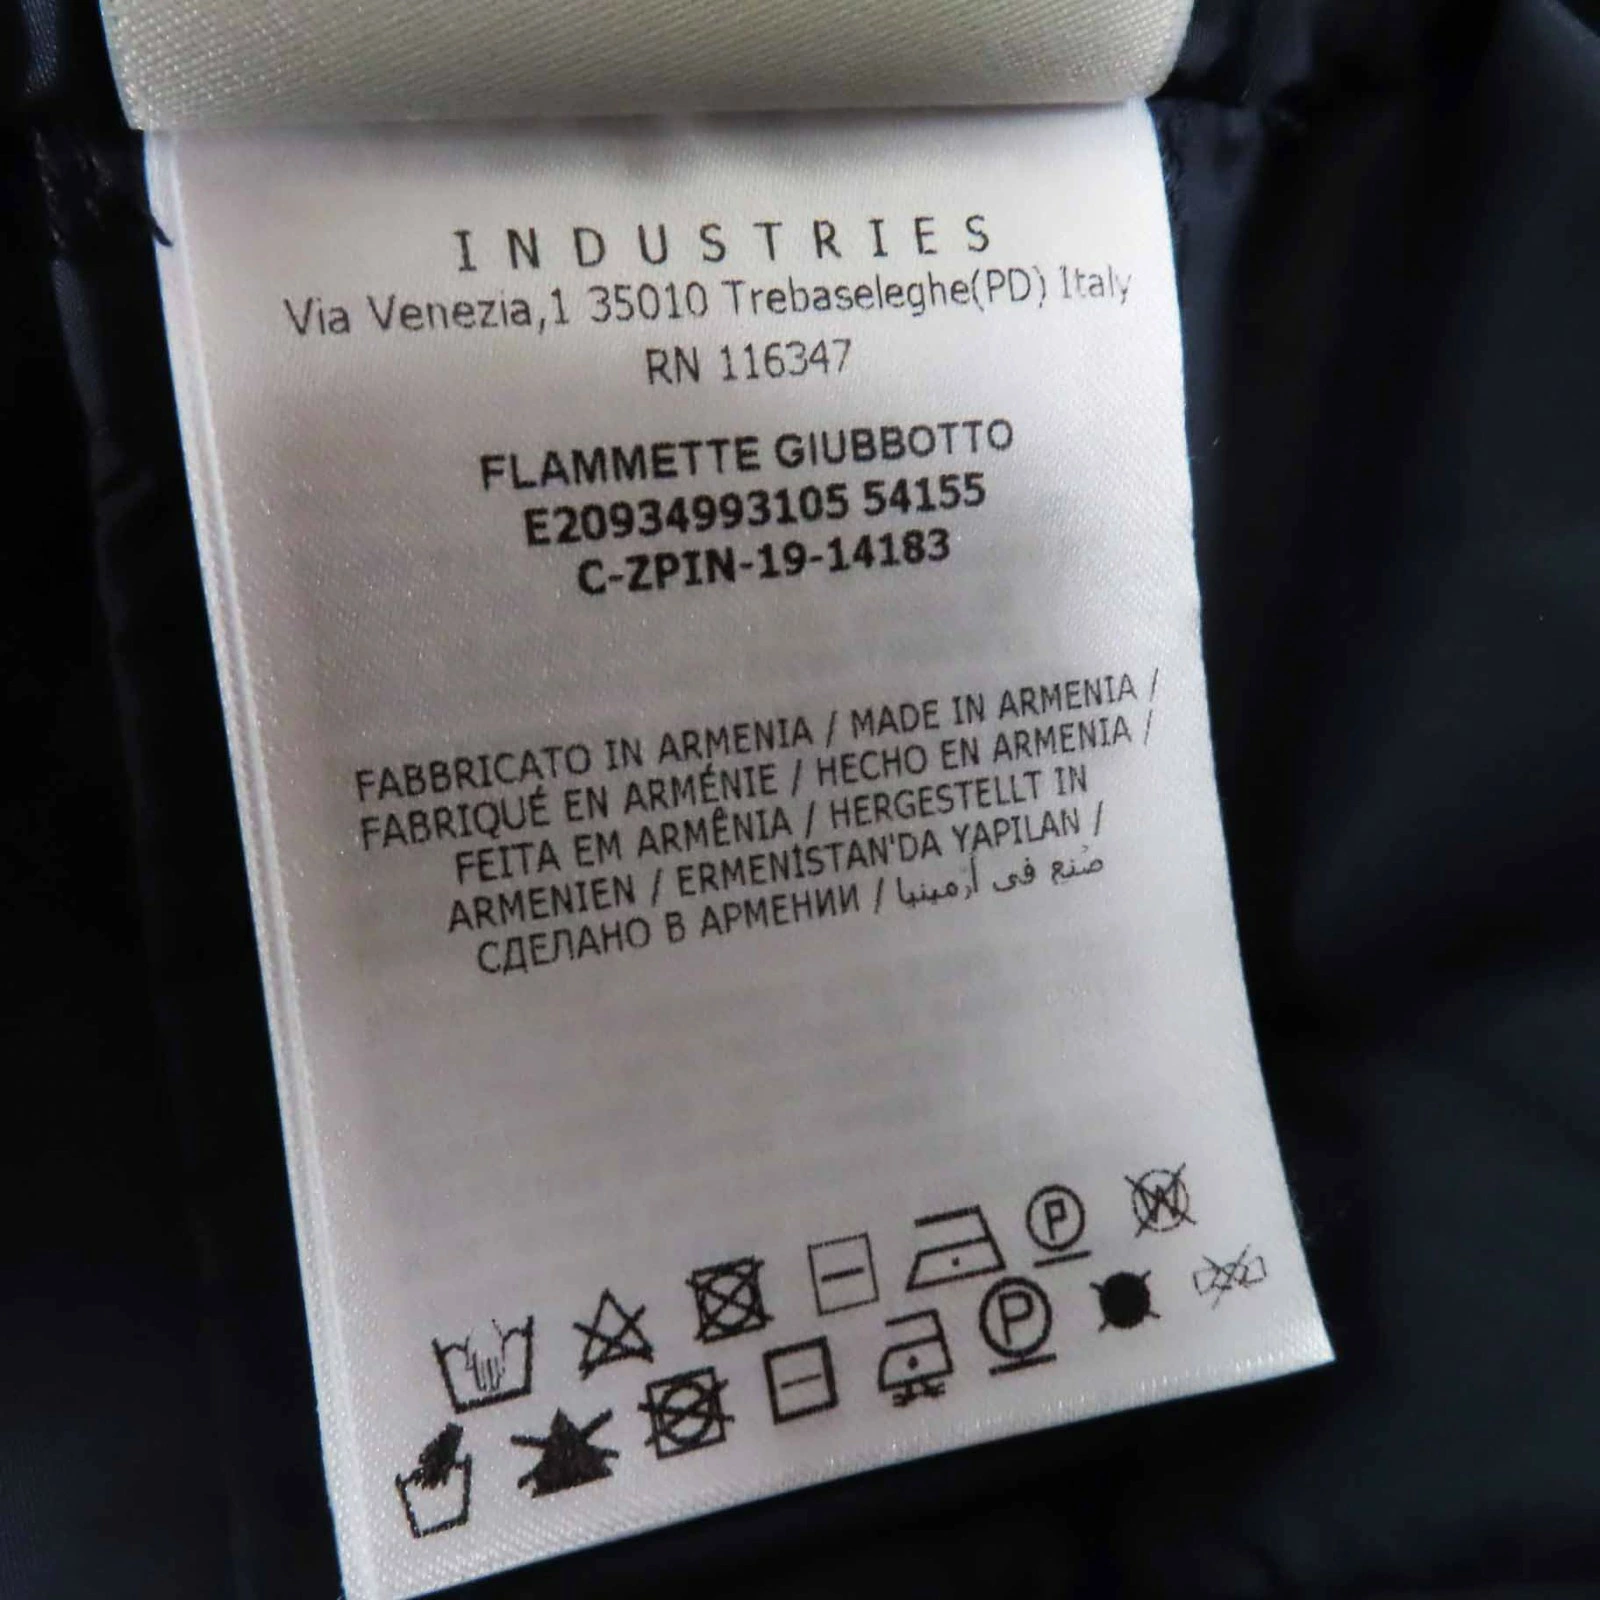 INDUSTRIES
Via Venezia,1 35010 Trebaseleghe(PD) Italy
RN 116347
FLAMMETTE GIUBBOTTO
E20934993105 54155
C-ZPIN-19-14183
FABBRICATO IN ARMENIA / MADE IN ARMENIA /
FABRIQUÉ EN ARMÉNIE / HECHO EN ARMENIA /
FEITA EM ARMÊNIA / HERGESTELLT IN
ARMENIEN / ERMENİSTAN'DA YAPILAN /
СДЕЛАНО В АРМЕНИИ / صُنع في أرمينيا
P W
P